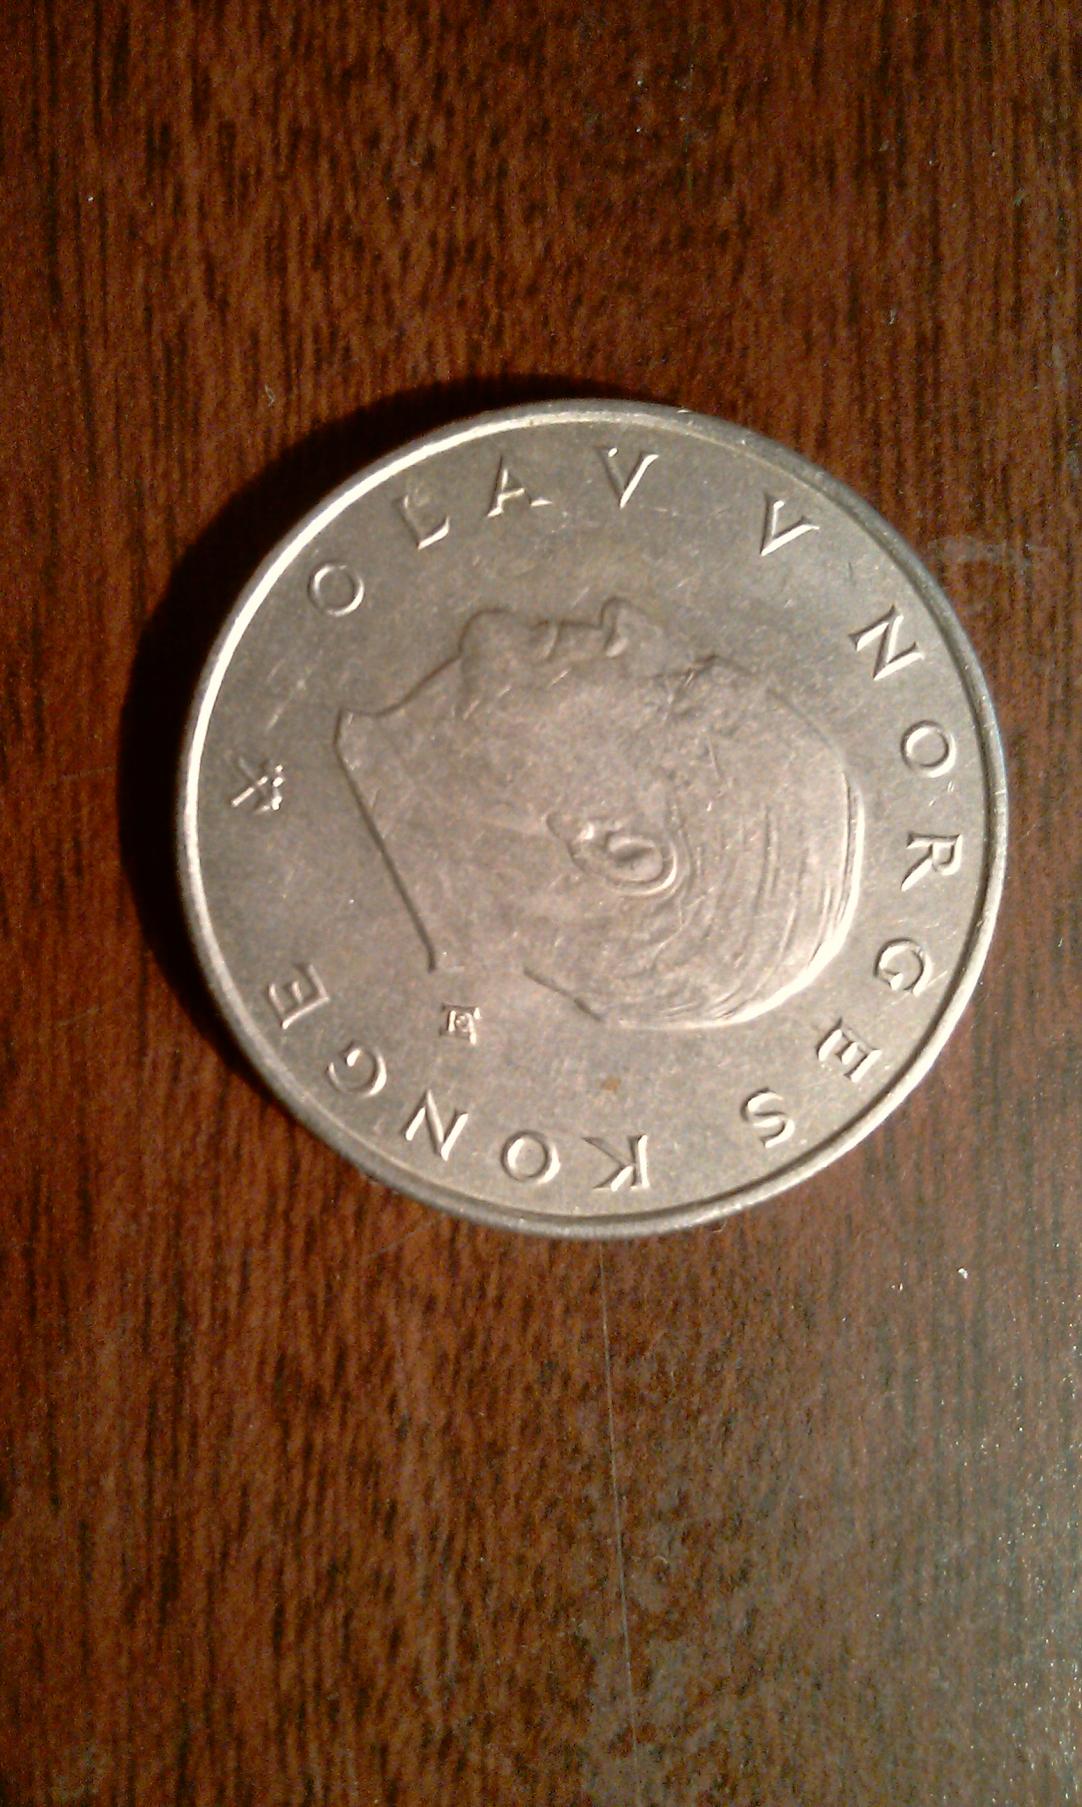 OLAV V NORGES KONGE
Æ